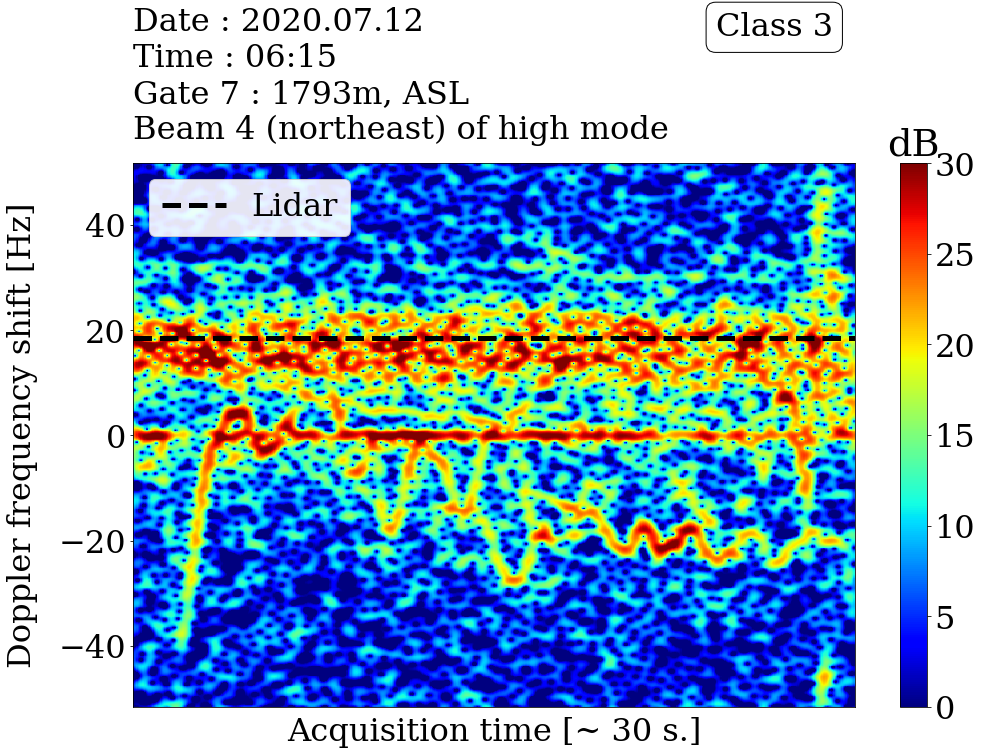 Date : 2020.07.12
Time : 06:15
Gate 7 : 1793m, ASL
Beam 4 (northeast) of high mode
Class 3
dB
Lidar
Doppler frequency shift [Hz]
40
20
0
−20
−40
Acquisition time [~ 30 s.]
30
25
20
15
10
5
0